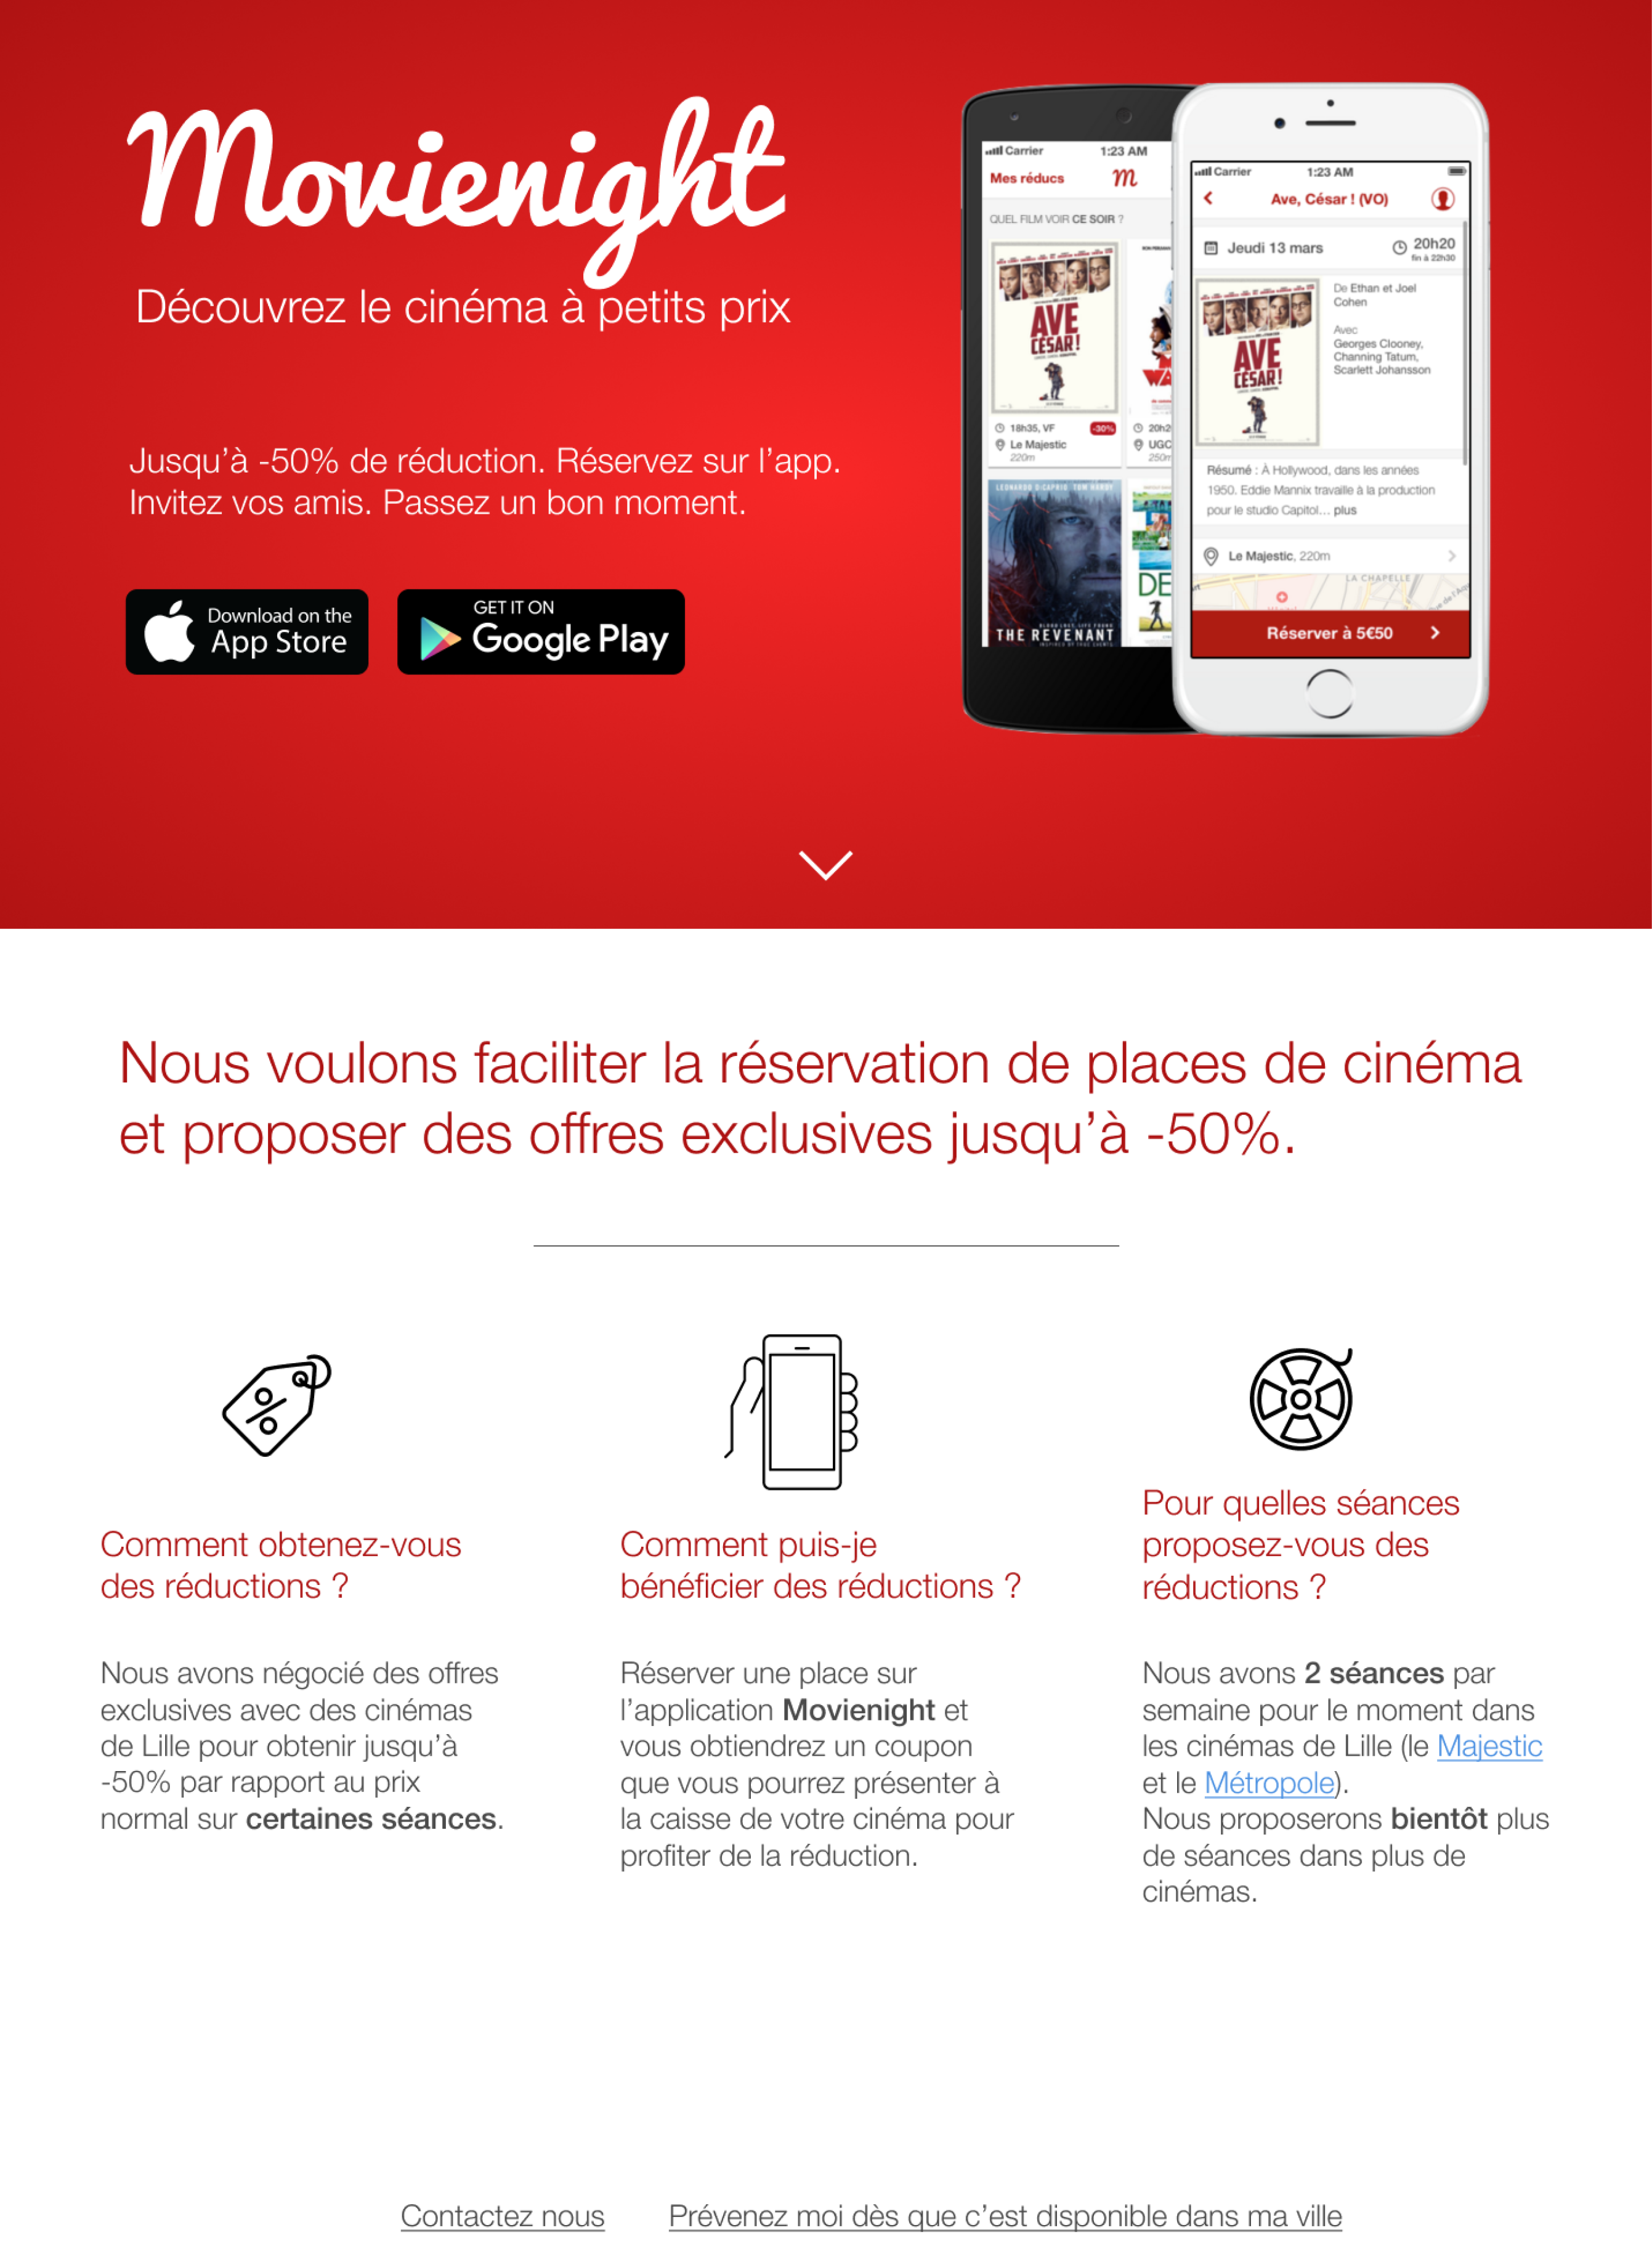 Movienight
Découvrez le cinéma à petits prix
Jusqu’à -50% de réduction. Réservez sur l’app.
Invitez vos amis. Passez un bon moment.
Download on the
App Store
GET IT ON
Google Play
Carrier
1:23 AM
Mes réducs
m
QUEL FILM VOIR CE SOIR ?
AVE
CÉSAR!
18h35, VF
-30%
Le Majestic
220m
20h2
UGC
250m
WA
LEONARDO DICAPRIO TOM HARDY
THE REVENANT
DE
Carrier
1:23 AM
Ave, César ! (VO)
Jeudi 13 mars
20h20
fin à 22h30
AVE
CÉSAR!
De Ethan et Joel
Cohen
Avec
Georges Clooney,
Channing Tatum,
Scarlett Johansson
Résumé : À Hollywood, dans les années
1950. Eddie Mannix travaille à la production
pour le studio Capitol... plus
Le Majestic, 220m
LA CHAPELLE
Réserver à 5€50
Nous voulons faciliter la réservation de places de cinéma
et proposer des offres exclusives jusqu’à -50%.
Comment obtenez-vous
des réductions ?
Nous avons négocié des offres
exclusives avec des cinémas
de Lille pour obtenir jusqu’à
-50% par rapport au prix
normal sur certaines séances.
Comment puis-je
bénéficier des réductions ?
Réserver une place sur
l’application Movienight et
vous obtiendrez un coupon
que vous pourrez présenter à
la caisse de votre cinéma pour
profiter de la réduction.
Pour quelles séances
proposez-vous des
réductions ?
Nous avons 2 séances par
semaine pour le moment dans
les cinémas de Lille (le Majestic
et le Métropole).
Nous proposerons bientôt plus
de séances dans plus de
cinémas.
Contactez nous
Prévenez moi dès que c’est disponible dans ma ville